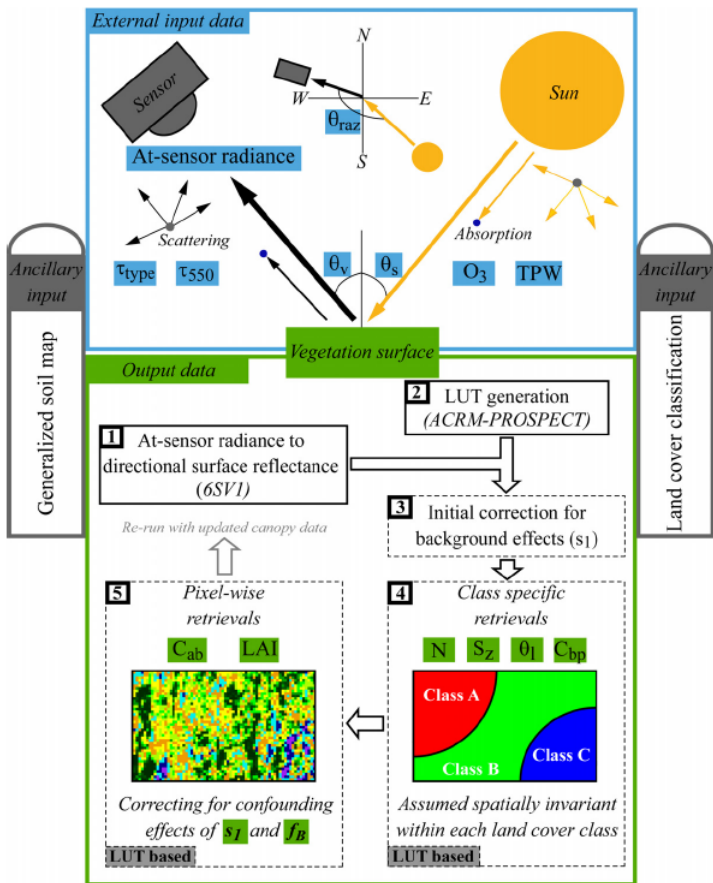 External input data
Sensor
At-sensor radiance
N
W
E
S
θraz
Sun
Scattering
Absorption
τtype
τ550
θv
θs
O3
TPW
Vegetation surface
Ancillary
input
Generalized soil map
Ancillary
input
Land cover classification
Output data
1
At-sensor radiance to
directional surface reflectance
(6SV1)
2
LUT generation
(ACRM-PROSPECT)
3
Initial correction for
background effects (s1)
Re-run with updated canopy data
4
Class specific
retrievals
N
Sz
θl
Cbp
Class A
Class B
Class C
Assumed spatially invariant
within each land cover class
LUT based
5
Pixel-wise
retrievals
Cab
LAI
Correcting for confounding
effects of s1 and fB
LUT based